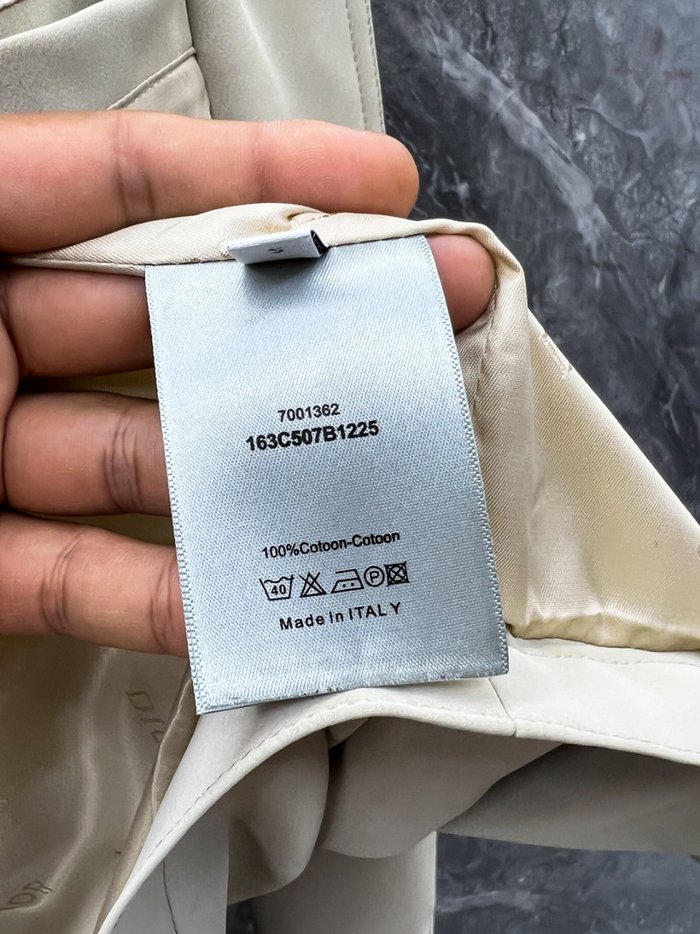 7001362
163C507B1225
100%Cotoon-Cotoon
40 P
Made in ITALY